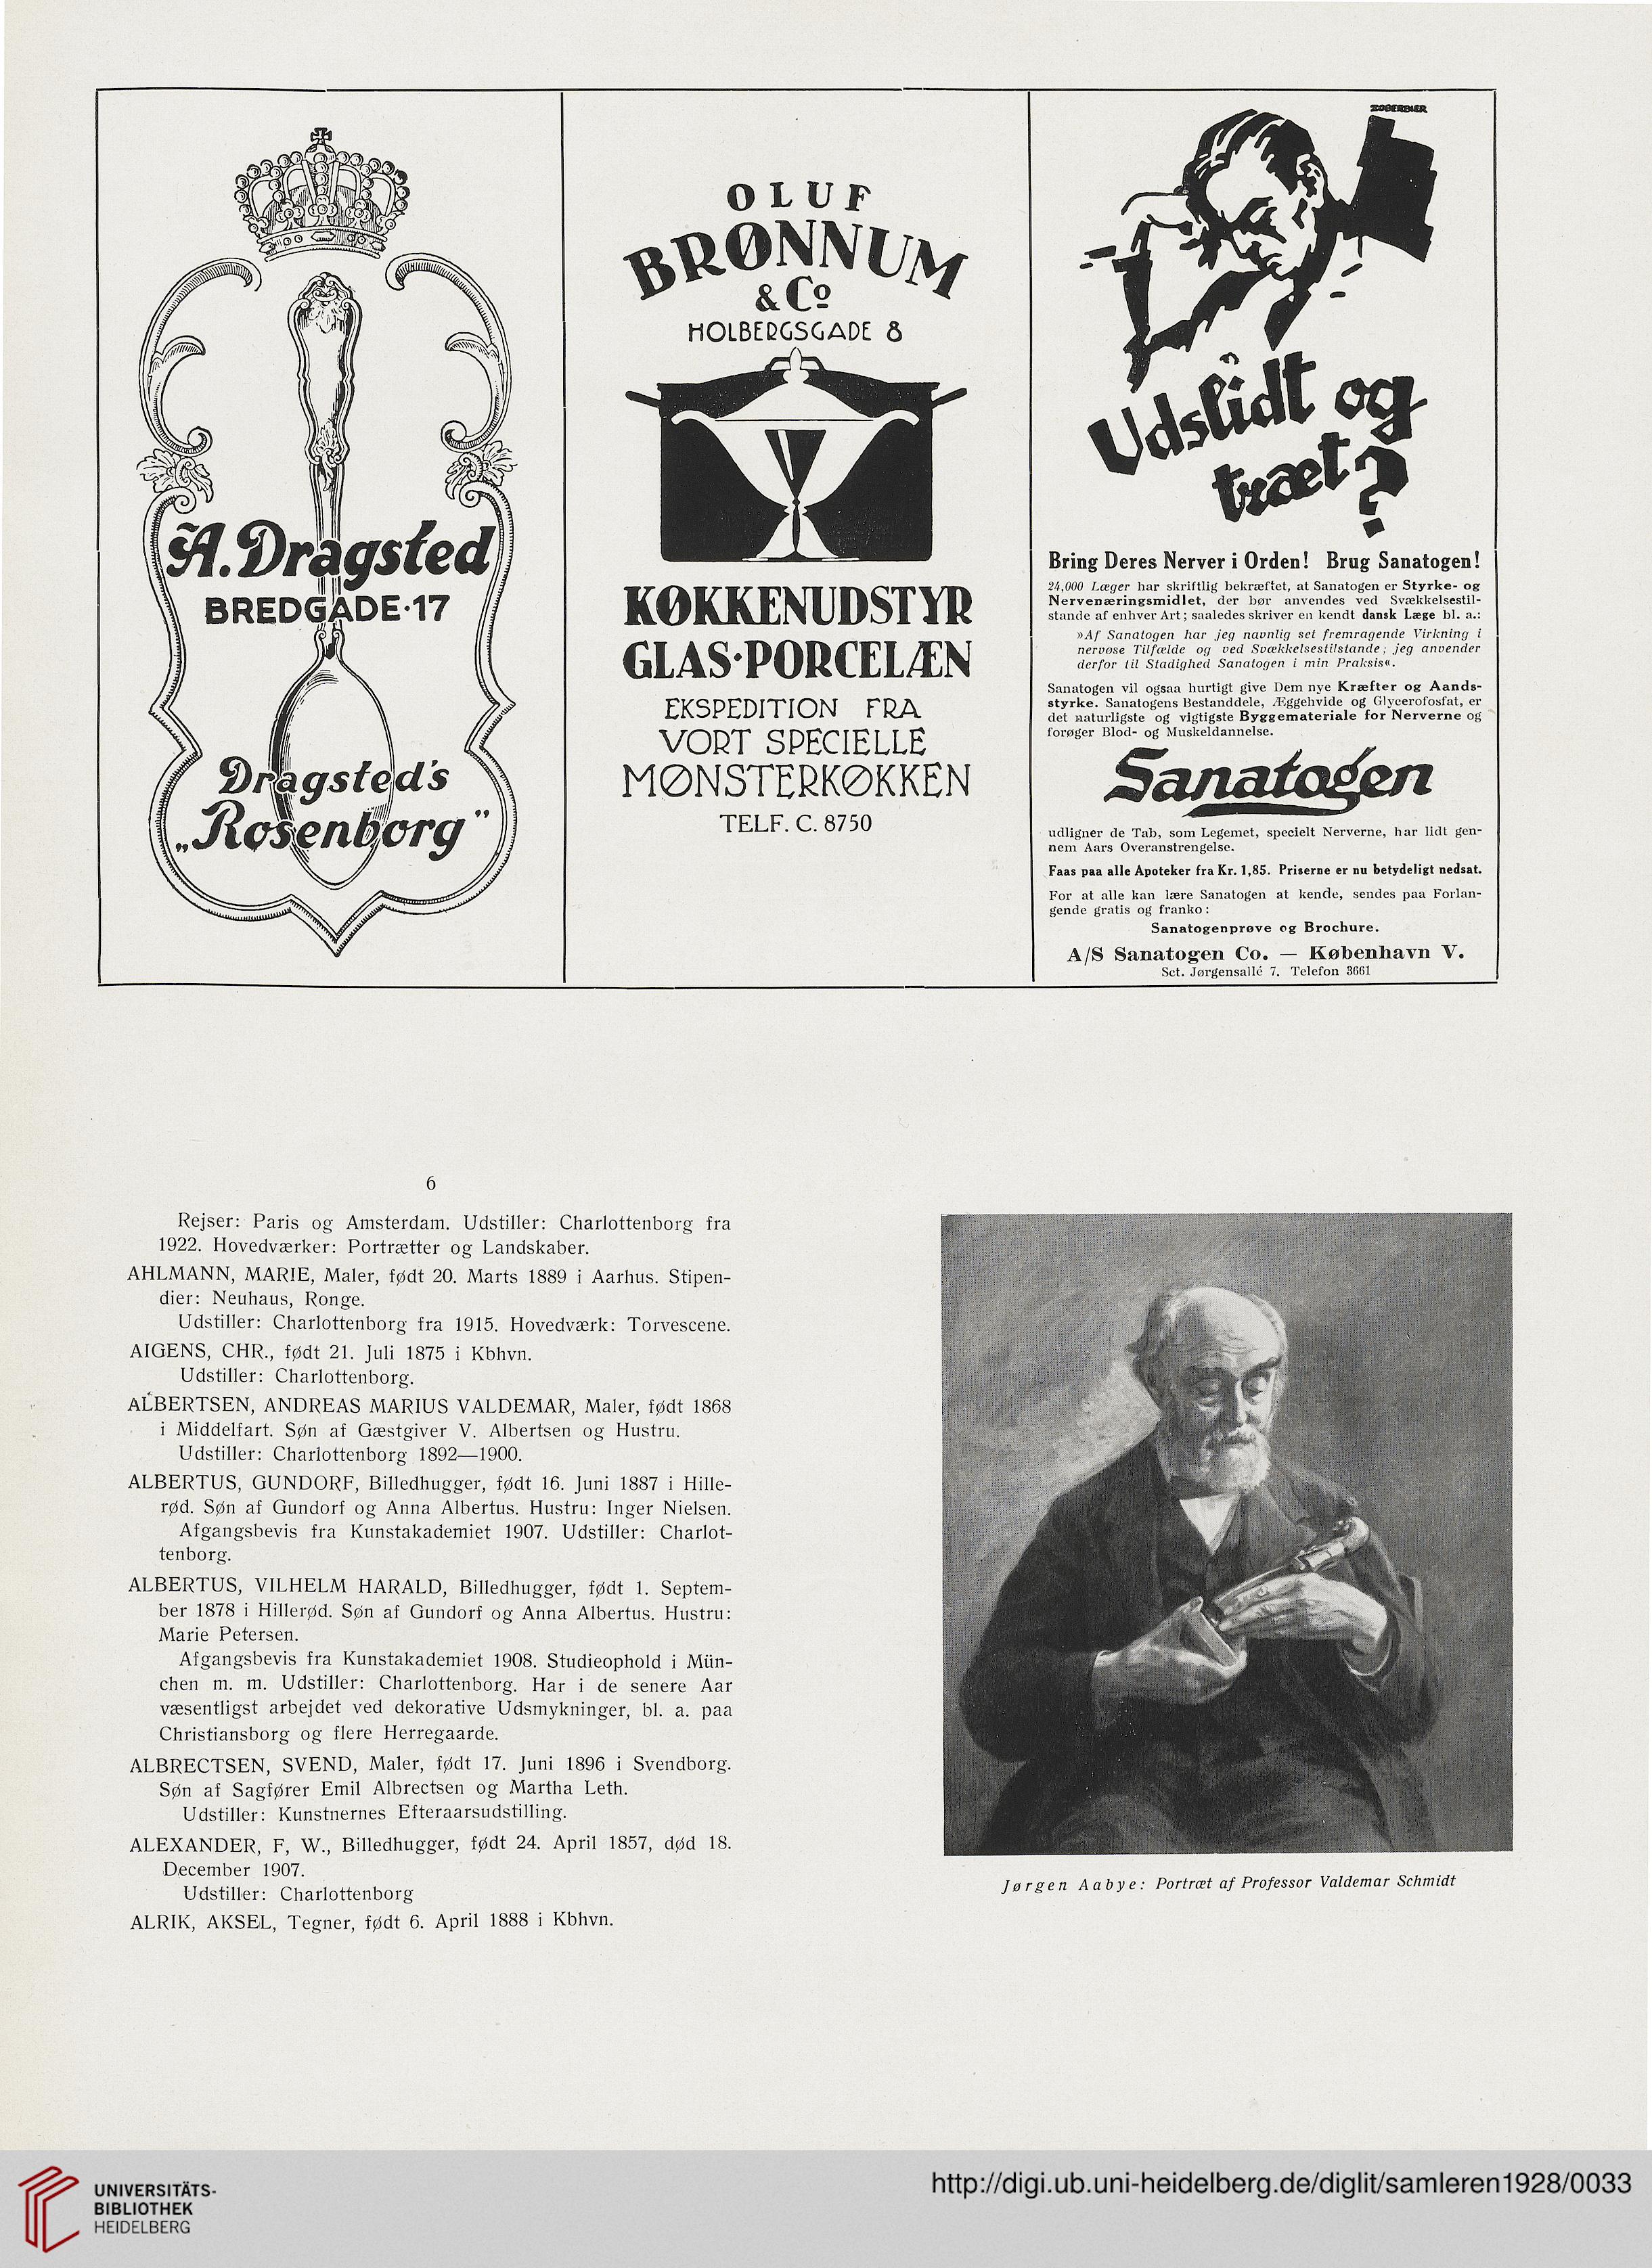 A. Dragsted
BREDGADE·17
Dragsted's
„Rosenborg”
OLUF
BRØNNUM
& Co
HOLBERGSGADE 8
KØKKENUDSTYR
GLAS·PORCELÆN
EKSPEDITION FRA
VORT SPECIELLE
MØNSTERKØKKEN
TELF. C. 8750
ZOBERBIER
Udslidt og
træt?
Bring Deres Nerver i Orden! Brug Sanatogen!
24,000 Læger har skriftlig bekræftet, at Sanatogen er Styrke- og
Nervenæringsmidlet, der bør anvendes ved Svækkelsestil-
stande af enhver Art; saaledes skriver en kendt dansk Læge bl. a.:
»Af Sanatogen har jeg navnlig set fremragende Virkning i
nervøse Tilfælde og ved Svækkelsestilstande; jeg anvender
derfor til Stadighed Sanatogen i min Praksis«.
Sanatogen vil ogsaa hurtigt give Dem nye Kræfter og Aands-
styrke. Sanatogens Bestanddele, Æggehvide og Glycerofosfat, er
det naturligste og vigtigste Byggemateriale for Nerverne og
forøger Blod- og Muskeldannelse.
Sanatogen
udligner de Tab, som Legemet, specielt Nerverne, har lidt gen-
nem Aars Overanstrengelse.
Faas paa alle Apoteker fra Kr. 1,85. Priserne er nu betydeligt nedsat.
For at alle kan lære Sanatogen at kende, sendes paa Forlan-
gende gratis og franko:
Sanatogenprøve og Brochure.
A/S Sanatogen Co. — København V.
Sct. Jørgensallé 7. Telefon 3661
6
Rejser: Paris og Amsterdam. Udstiller: Charlottenborg fra
1922. Hovedværker: Portrætter og Landskaber.
AHLMANN, MARIE, Maler, født 20. Marts 1889 i Aarhus. Stipen-
dier: Neuhaus, Ronge.
Udstiller: Charlottenborg fra 1915. Hovedværk: Torvescene.
AIGENS, CHR., født 21. Juli 1875 i Kbhvn.
Udstiller: Charlottenborg.
ALBERTSEN, ANDREAS MARIUS VALDEMAR, Maler, født 1868
i Middelfart. Søn af Gæstgiver V. Albertsen og Hustru.
Udstiller: Charlottenborg 1892—1900.
ALBERTUS, GUNDORF, Billedhugger, født 16. Juni 1887 i Hille-
rød. Søn af Gundorf og Anna Albertus. Hustru: Inger Nielsen.
Afgangsbevis fra Kunstakademiet 1907. Udstiller: Charlot-
tenborg.
ALBERTUS, VILHELM HARALD, Billedhugger, født 1. Septem-
ber 1878 i Hillerød. Søn af Gundorf og Anna Albertus. Hustru:
Marie Petersen.
Afgangsbevis fra Kunstakademiet 1908. Studieophold i Mün-
chen m. m. Udstiller: Charlottenborg. Har i de senere Aar
væsentligst arbejdet ved dekorative Udsmykninger, bl. a. paa
Christiansborg og flere Herregaarde.
ALBRECTSEN, SVEND, Maler, født 17. Juni 1896 i Svendborg.
Søn af Sagfører Emil Albrectsen og Martha Leth.
Udstiller: Kunstnernes Efteraarsudstilling.
ALEXANDER, F, W., Billedhugger, født 24. April 1857, død 18.
December 1907.
Udstiller: Charlottenborg
ALRIK, AKSEL, Tegner, født 6. April 1888 i Kbhvn.
Jørgen Aabye: Portræt af Professor Valdemar Schmidt
UNIVERSITÄTS-
BIBLIOTHEK
HEIDELBERG
http://digi.ub.uni-heidelberg.de/diglit/samleren1928/0033